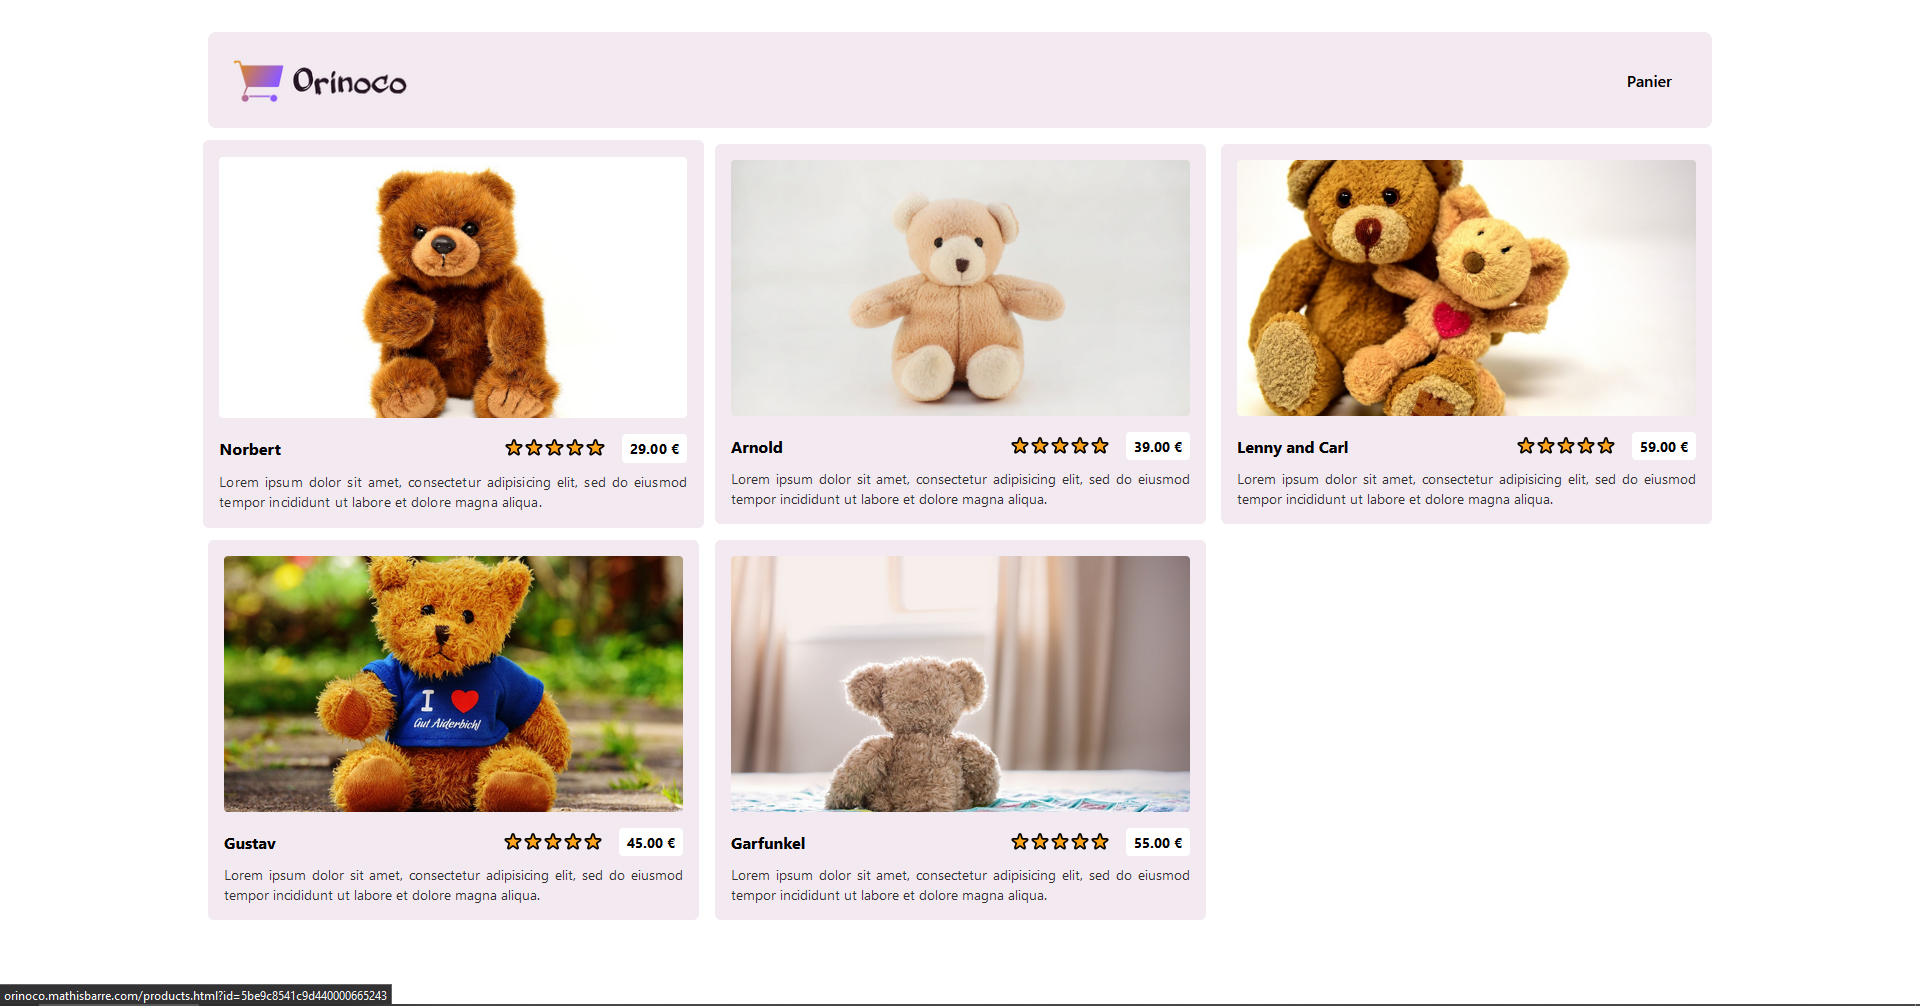 Orinoco
Panier
Norbert
29.00 €
Lorem ipsum dolor sit amet, consectetur adipisicing elit, sed do eiusmod
tempor incididunt ut labore et dolore magna aliqua.
Arnold
39.00 €
Lorem ipsum dolor sit amet, consectetur adipisicing elit, sed do eiusmod
tempor incididunt ut labore et dolore magna aliqua.
Lenny and Carl
59.00 €
Lorem ipsum dolor sit amet, consectetur adipisicing elit, sed do eiusmod
tempor incididunt ut labore et dolore magna aliqua.
I
Gut Aiderbichl
Gustav
45.00 €
Lorem ipsum dolor sit amet, consectetur adipisicing elit, sed do eiusmod
tempor incididunt ut labore et dolore magna aliqua.
Garfunkel
55.00 €
Lorem ipsum dolor sit amet, consectetur adipisicing elit, sed do eiusmod
tempor incididunt ut labore et dolore magna aliqua.
orinoco.mathisbarre.com/products.html?id=5be9c8541c9d440000665243